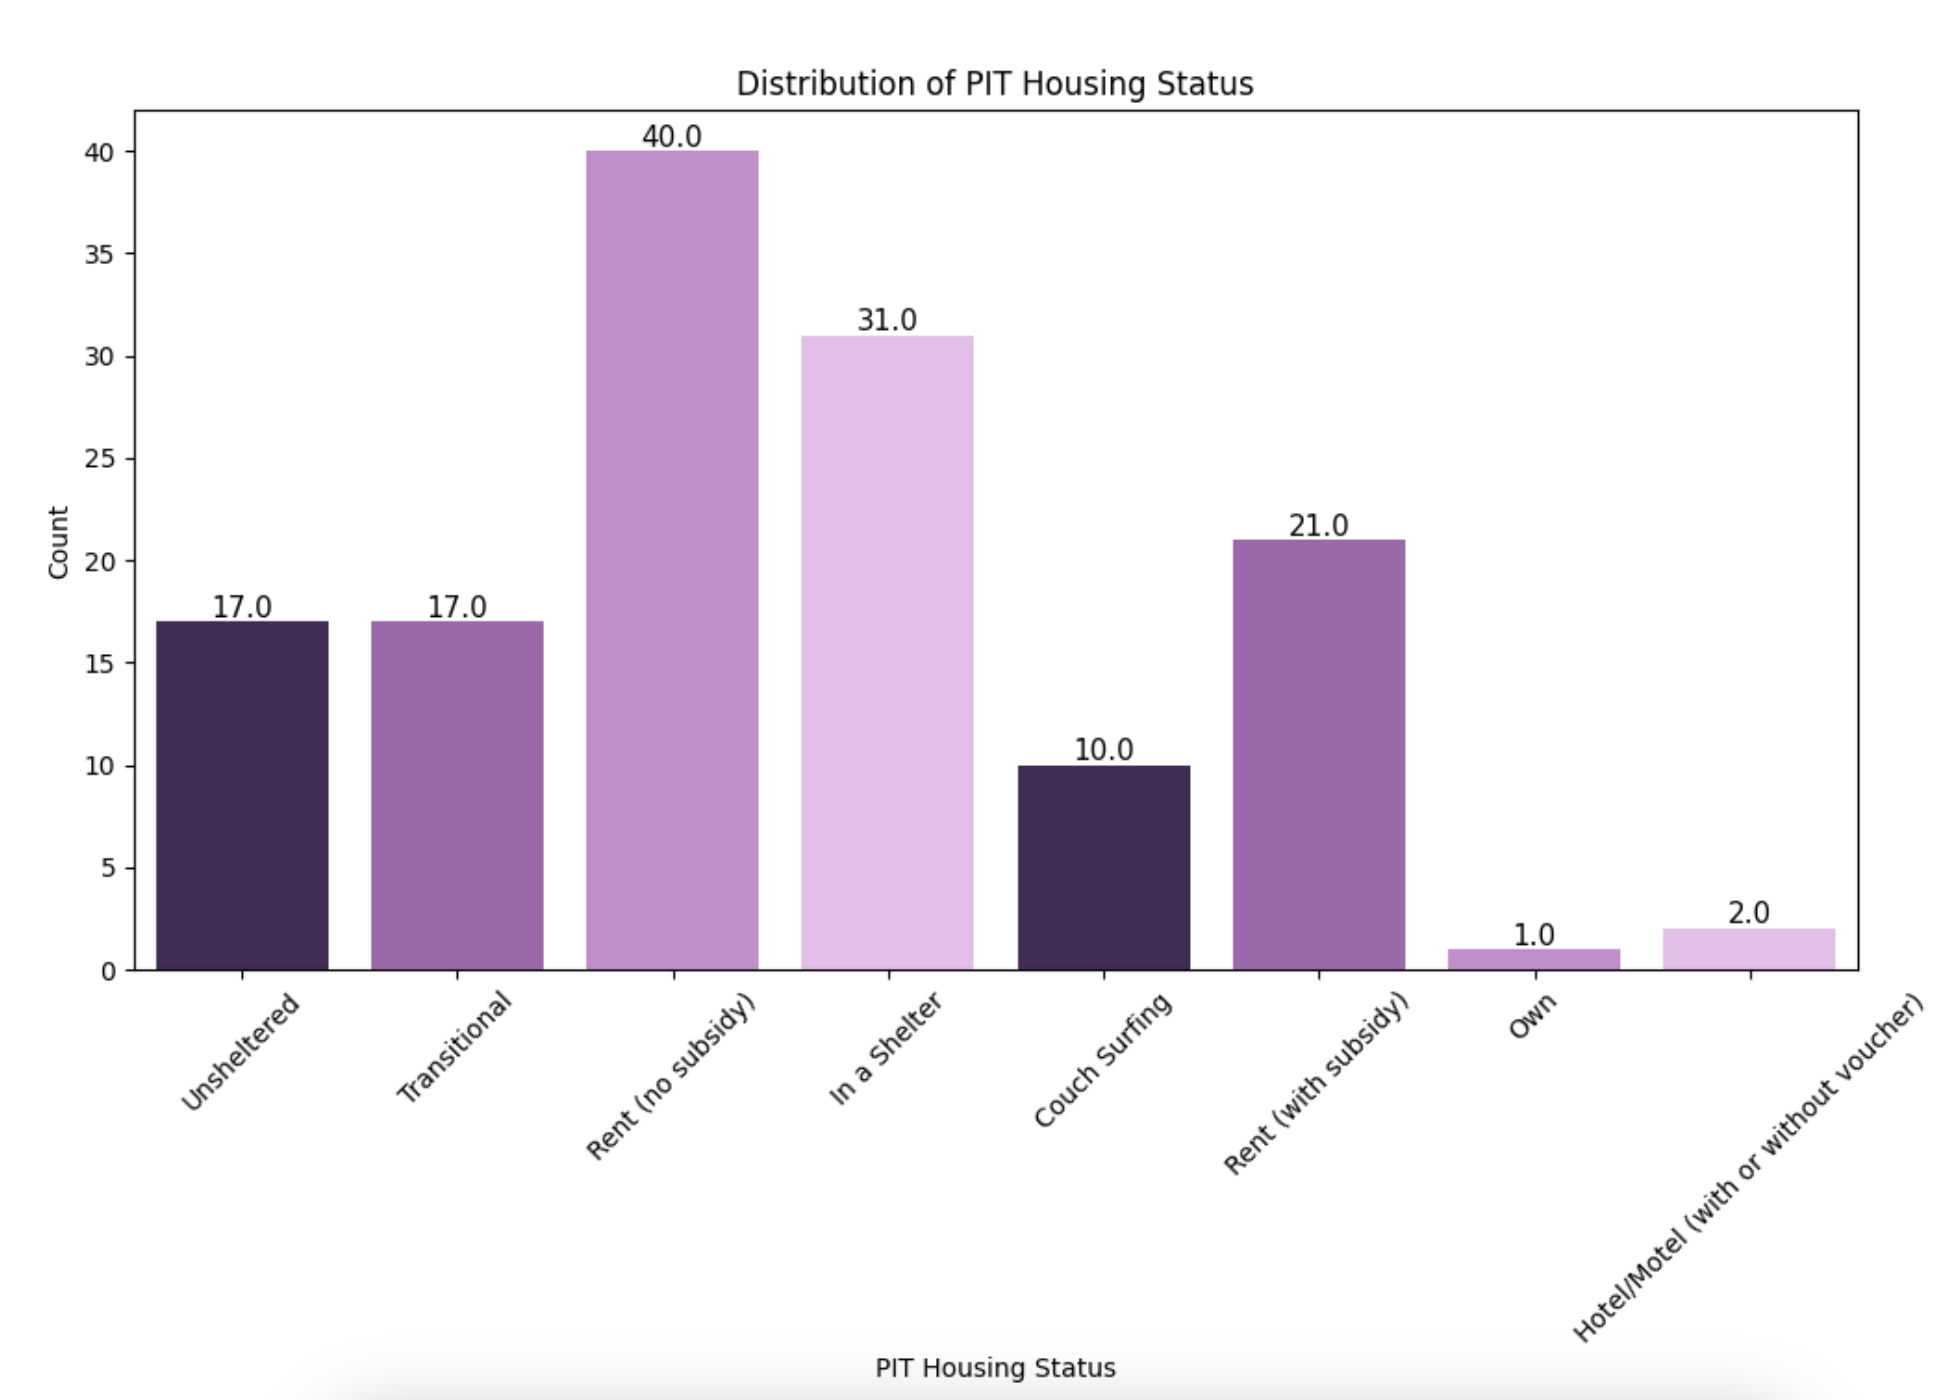 Distribution of PIT Housing Status
40
35
30
25
20
15
10
5
0
Count
17.0
17.0
40.0
31.0
10.0
21.0
1.0
2.0
Unsheltered
Transitional
Rent (no subsidy)
In a Shelter
Couch Surfing
Rent (with subsidy)
Own
Hotel/Motel (with or without voucher)
PIT Housing Status